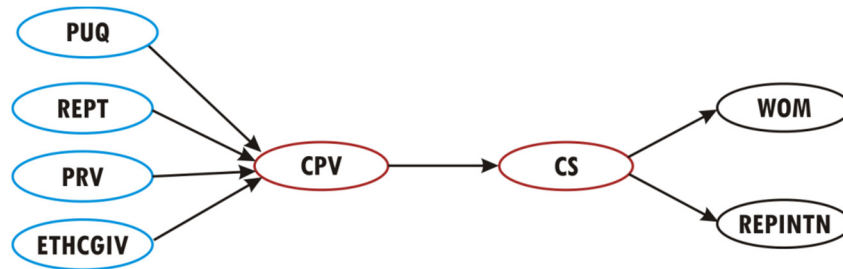 PUQ
REPT
PRV
ETHCGIV
CPV
CS
WOM
REPINTN